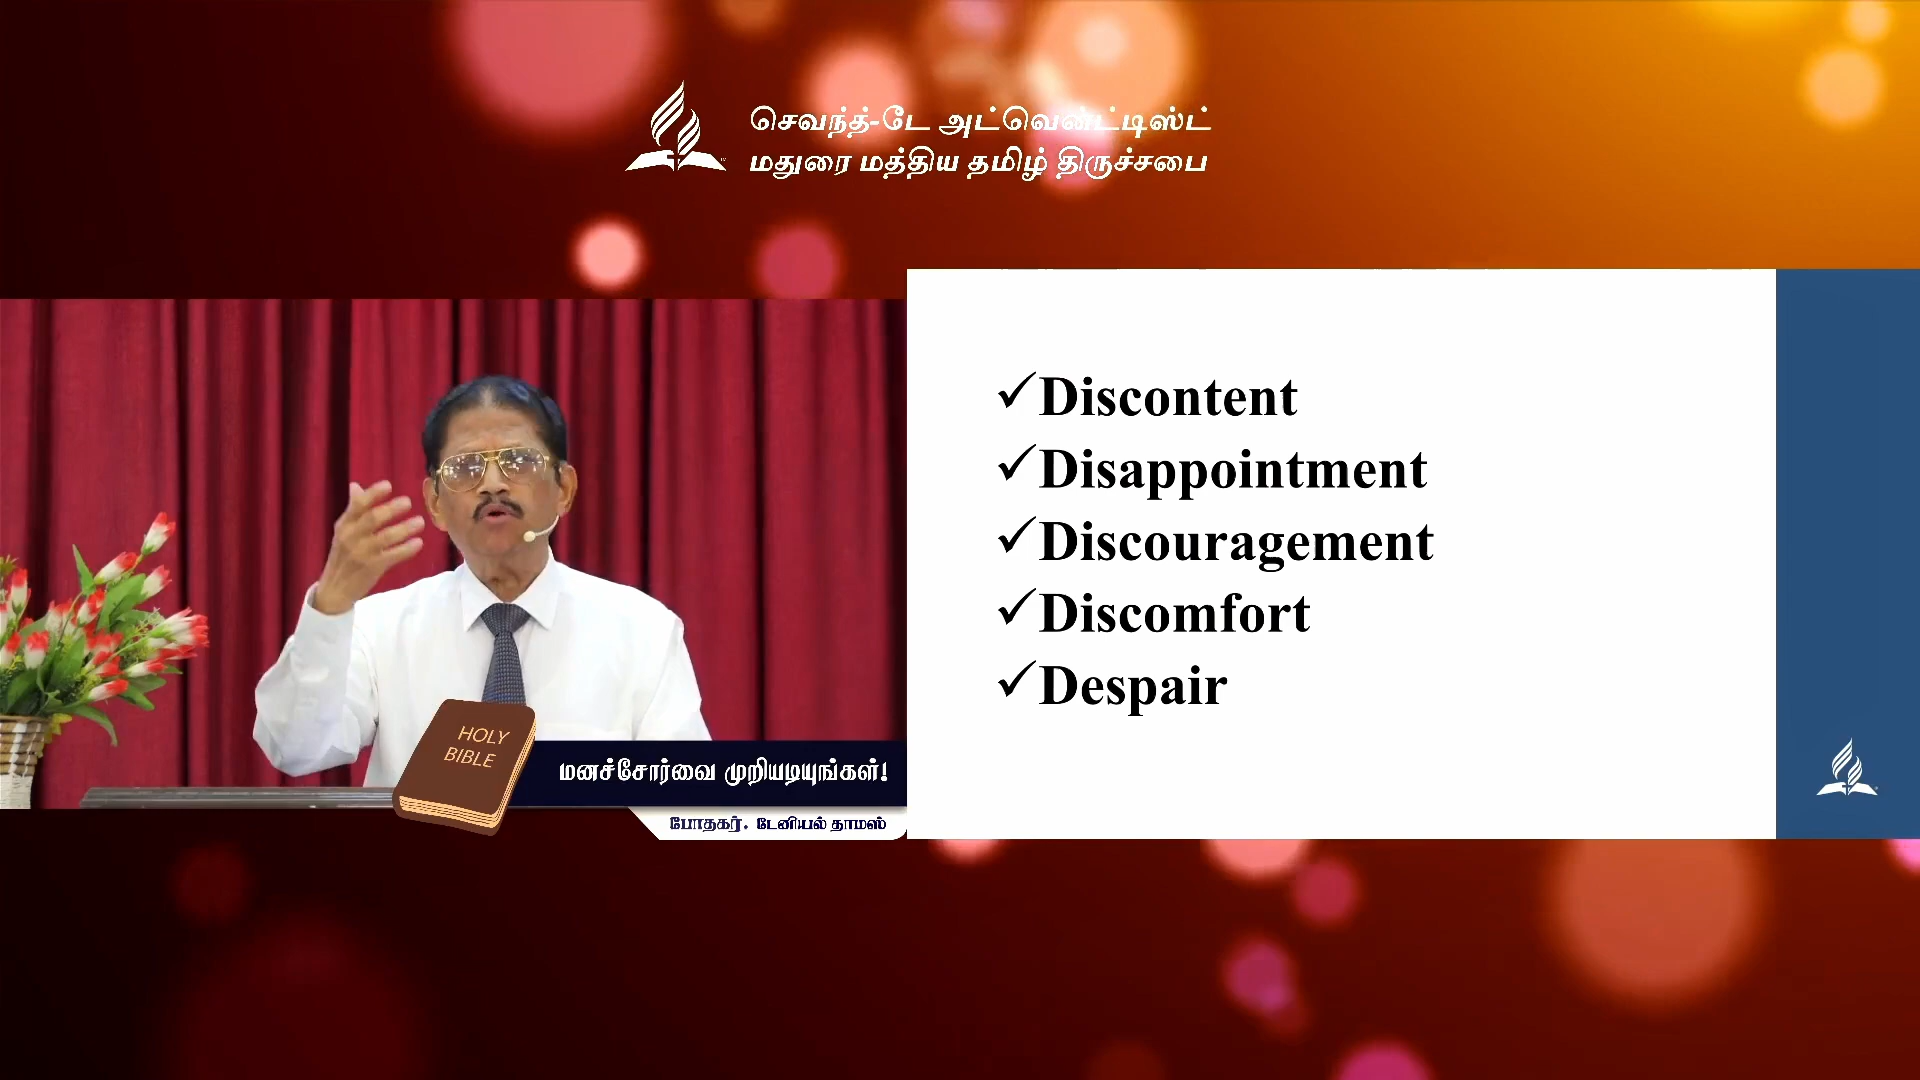 செவந்த்-டே அட்வென்ட்டிஸ்ட்
மதுரை மத்திய தமிழ் திருச்சபை
✓Discontent
✓Disappointment
✓Discouragement
✓Discomfort
✓Despair
HOLY
BIBLE
மனச்சோர்வை முறியடியுங்கள்!
போதகர். டேனியல் தாமஸ்